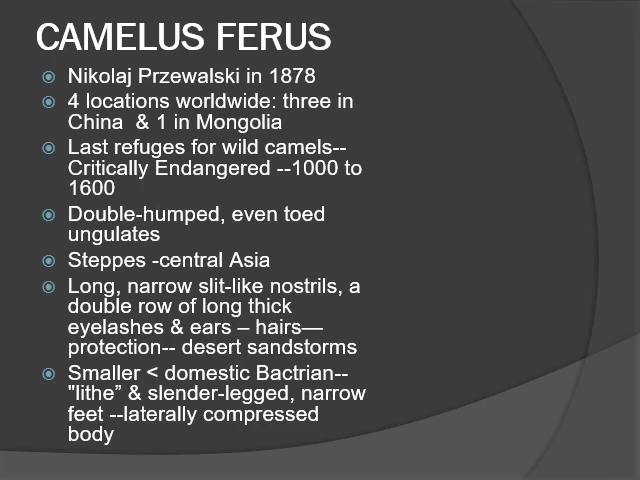 CAMELUS FERUS
Nikolaj Przewalski in 1878
4 locations worldwide: three in
China & 1 in Mongolia
Last refuges for wild camels--
Critically Endangered --1000 to
1600
Double-humped, even toed
ungulates
Steppes -central Asia
Long, narrow slit-like nostrils, a
double row of long thick
eyelashes & ears – hairs—
protection-- desert sandstorms
Smaller < domestic Bactrian--
"lithe” & slender-legged, narrow
feet --laterally compressed
body